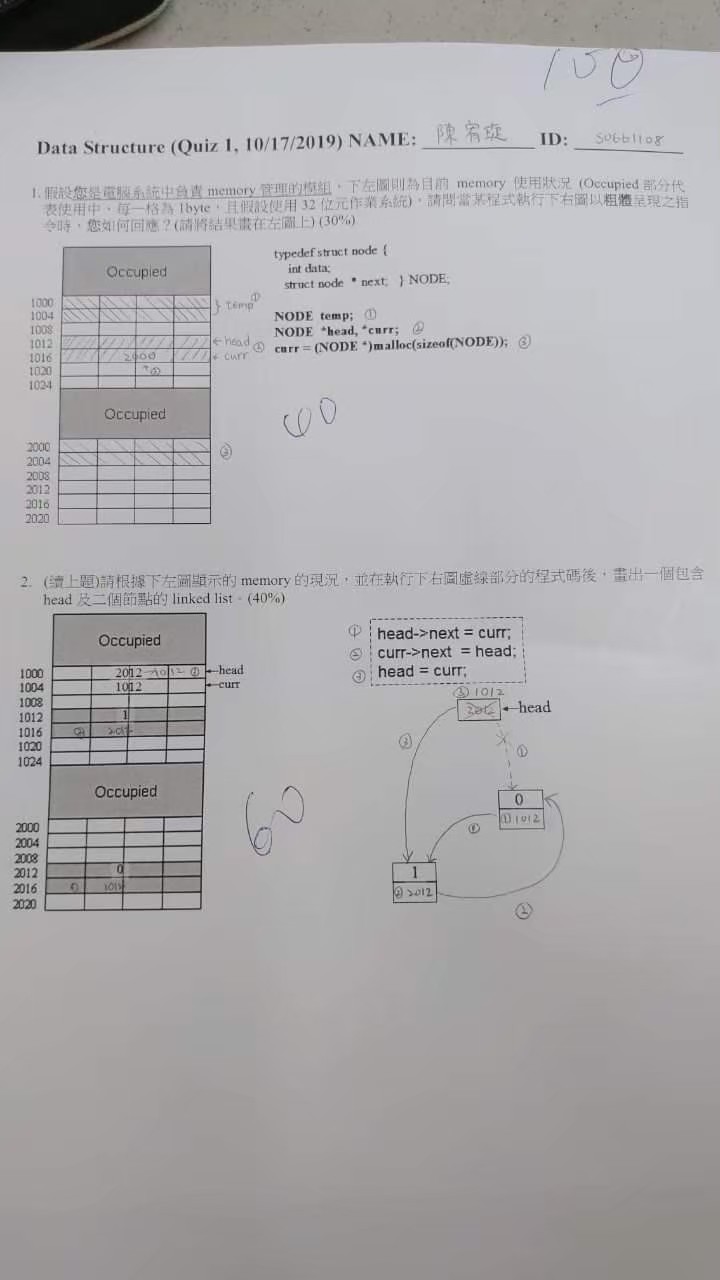 100
Data Structure (Quiz 1, 10/17/2019) NAME: 陳宥璇 ID: S0661108
1. 假設您是電腦系統中負責 memory 管理的模組，下左圖則為目前 memory 使用狀況 (Occupied 部分代
表使用中、每一格為 1byte，且假設使用 32 位元作業系統)，請問當某程式執行下右圖以粗體呈現之指
令時，您如何回應？(請將結果畫在左圖上) (30%)
Occupied
typedef struct node {
int data;
struct node * next; } NODE;
NODE temp; ①
NODE *head, *curr; ②
curr = (NODE *)malloc(sizeof(NODE)); ③
1000
1004
} temp ①
1008
1012
← head ②
1016
2000
← curr
1020
1024
Occupied
40
2000
③
2004
2008
2012
2016
2020
2. (續上題)請根據下左圖顯示的 memory 的現況，並在執行下右圖虛線部分的程式碼後，畫出一個包含
head 及二個節點的 linked list。(40%)
Occupied
① head->next = curr;
② curr->next = head;
③ head = curr;
1000 2012 1012 ③ ←head
1004 1012 ←curr
1008
1012 1
1016 ② 2012
1020
1024
Occupied
60
2000
2004
2008
2012 0
2016 ① 1012
2020
③ 1012
2012 ←head
③
①
0
① 1012
①
1
② 2012
②